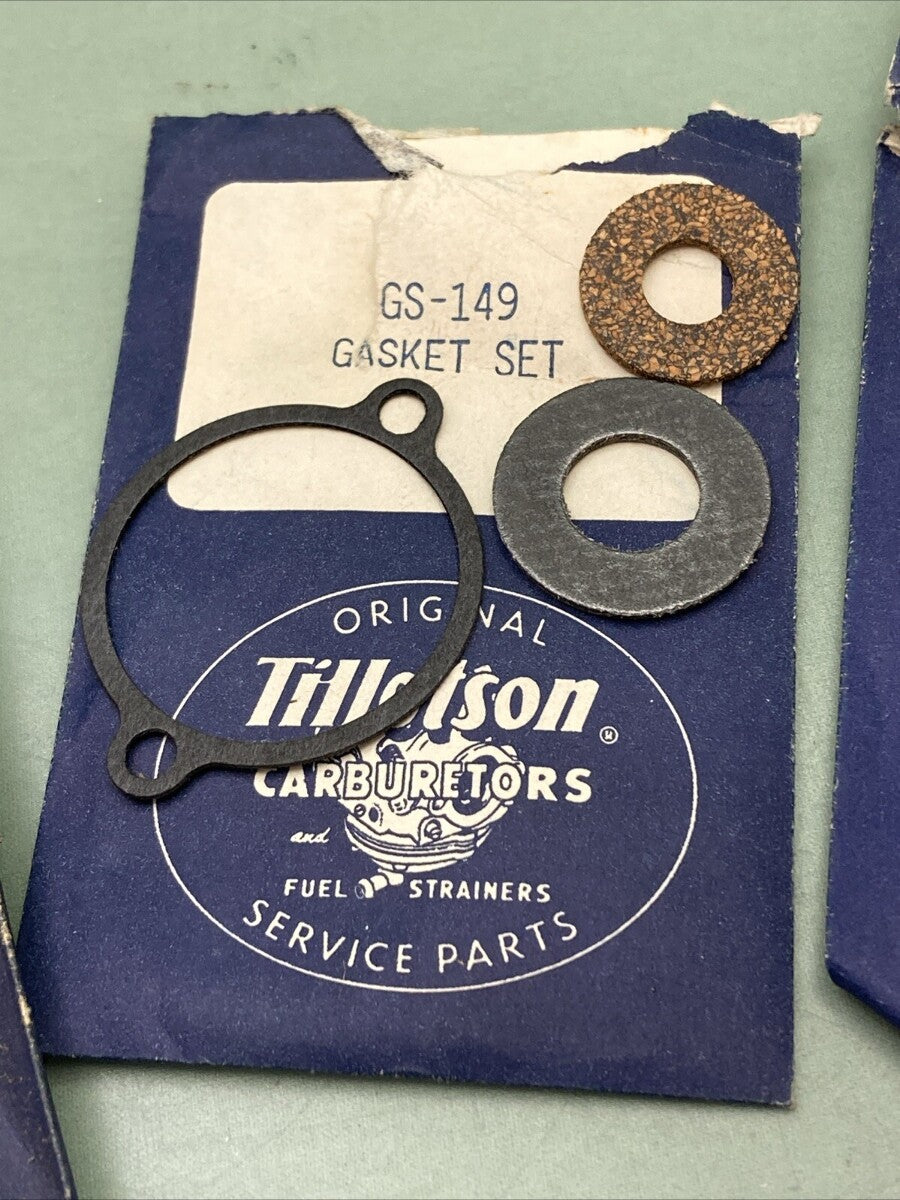 GS-149
GASKET SET
ORIGINAL
Tillotson
CARBURETORS
and
FUEL STRAINERS
SERVICE PARTS